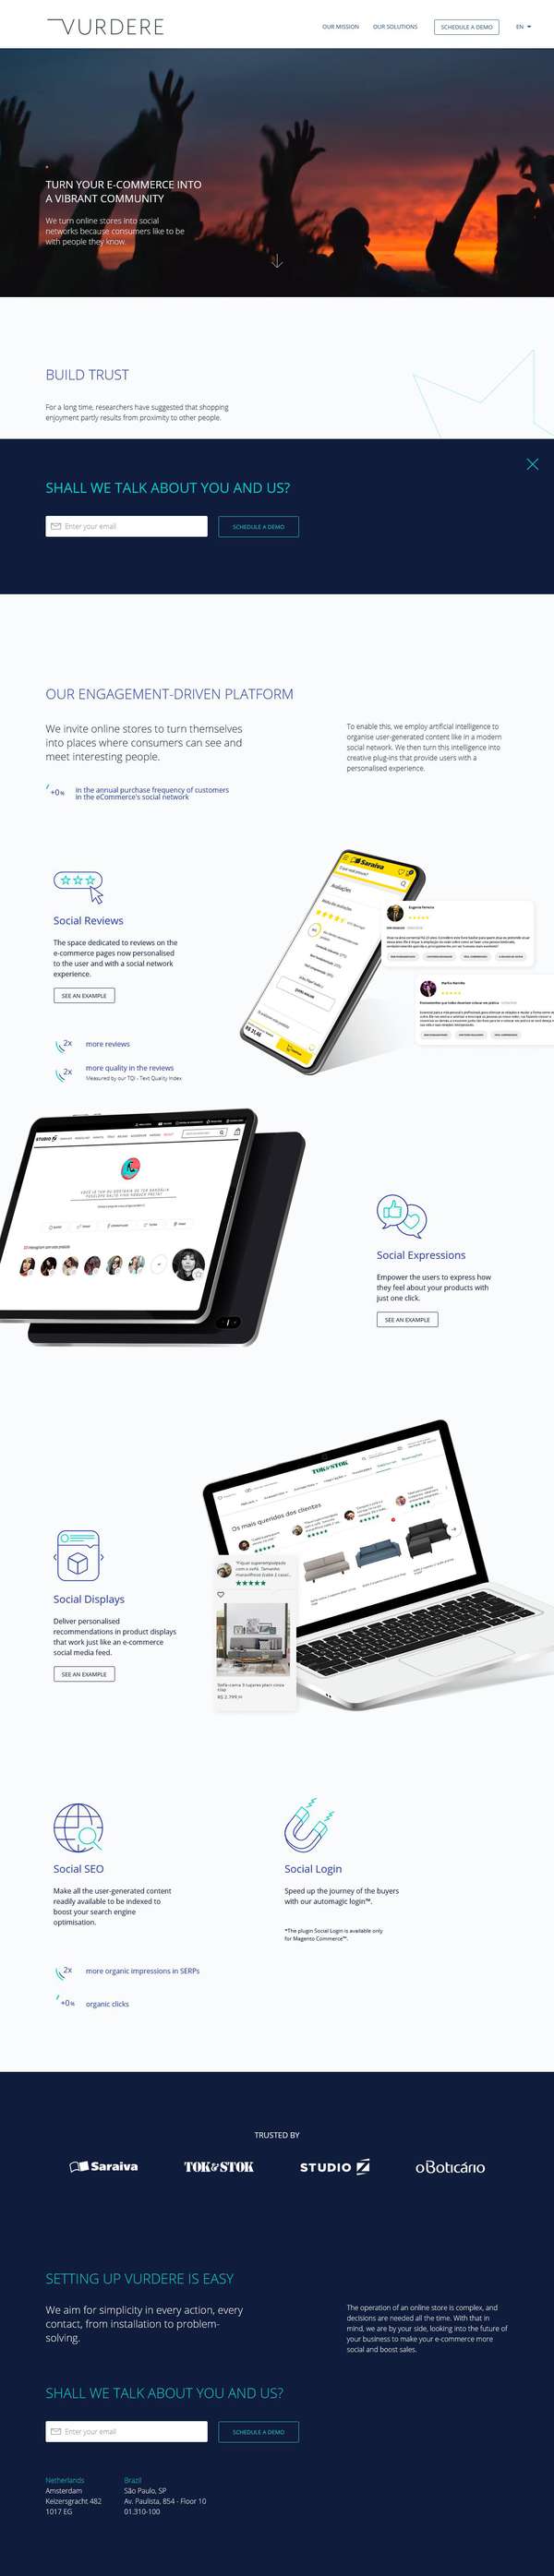 VURDERE
OUR MISSION
OUR SOLUTIONS
SCHEDULE A DEMO
EN
TURN YOUR E-COMMERCE INTO
A VIBRANT COMMUNITY
We turn online stores into social
networks because consumers like to be
with people they know.
BUILD TRUST
For a long time, researchers have suggested that shopping
enjoyment partly results from proximity to other people.
SHALL WE TALK ABOUT YOU AND US?
Enter your email
SCHEDULE A DEMO
OUR ENGAGEMENT-DRIVEN PLATFORM
We invite online stores to turn themselves
into places where consumers can see and
meet interesting people.
To enable this, we employ artificial intelligence to
organise user-generated content like in a modern
social network. We then turn this intelligence into
creative plug-ins that provide users with a
personalised experience.
+0%
in the annual purchase frequency of customers
in the eCommerce's social network
Social Reviews
The space dedicated to reviews on the
e-commerce pages now personalised
to the user and with a social network
experience.
SEE AN EXAMPLE
2x
more reviews
2x
more quality in the reviews
Measured by our TQI - Text Quality Index
Saraiva
Avaliações
STUDIO Z
Social Expressions
Empower the users to express how
they feel about your products with
just one click.
SEE AN EXAMPLE
TOK&STOK
Os mais queridos dos clientes
Social Displays
Deliver personalised
recommendations in product displays
that work just like an e-commerce
social media feed.
SEE AN EXAMPLE
Social SEO
Make all the user-generated content
readily available to be indexed to
boost your search engine
optimisation.
Social Login
Speed up the journey of the buyers
with our automagic login™.
*The plugin Social Login is available only
for Magento Commerce™.
2x
more organic impressions in SERPs
+0%
organic clicks
TRUSTED BY
Saraiva
TOK&STOK
STUDIO Z
oBoticário
SETTING UP VURDERE IS EASY
We aim for simplicity in every action, every
contact, from installation to problem-
solving.
The operation of an online store is complex, and
decisions are needed all the time. With that in
mind, we are by your side, looking into the future of
your business to make your e-commerce more
social and boost sales.
SHALL WE TALK ABOUT YOU AND US?
Enter your email
SCHEDULE A DEMO
Netherlands
Amsterdam
Keizersgracht 482
1017 EG
Brazil
São Paulo, SP
Av. Paulista, 854 - Floor 10
01.310-100